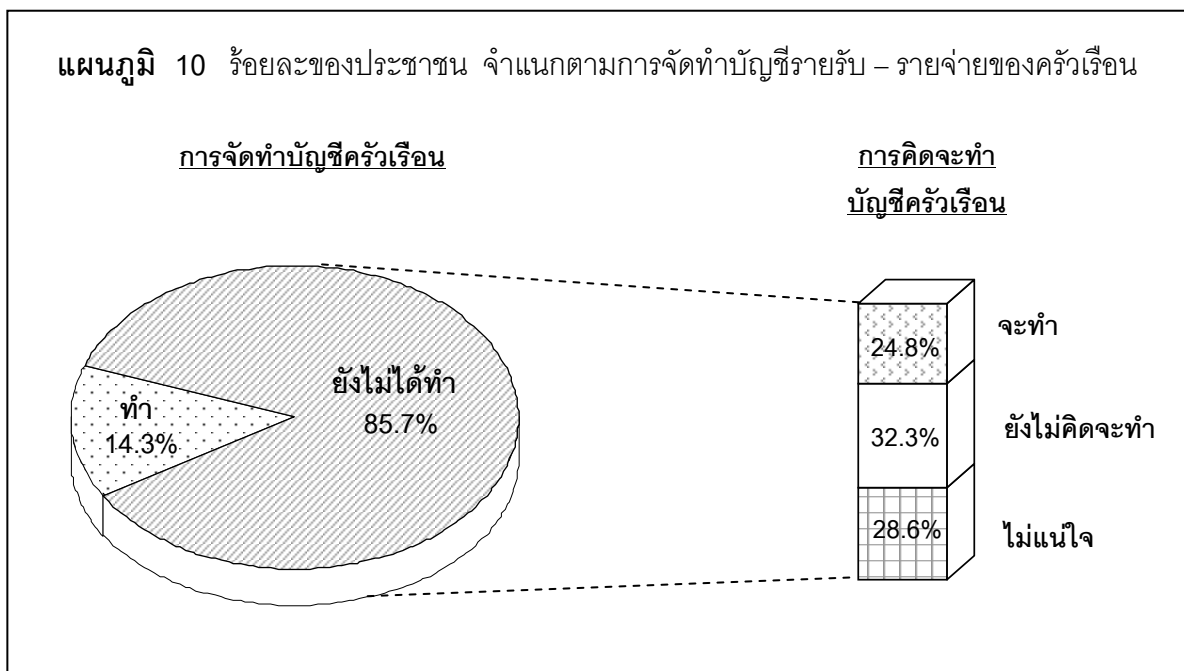 แผนภูมิ 10 ร้อยละของประชาชน จำแนกตามการจัดทำบัญชีรายรับ – รายจ่ายของครัวเรือน
การจัดทำบัญชีครัวเรือน
การคิดจะทำ
บัญชีครัวเรือน
ยังไม่ได้ทำ
85.7%
ทำ
14.3%
จะทำ
24.8%
ยังไม่คิดจะทำ
32.3%
ไม่แน่ใจ
28.6%